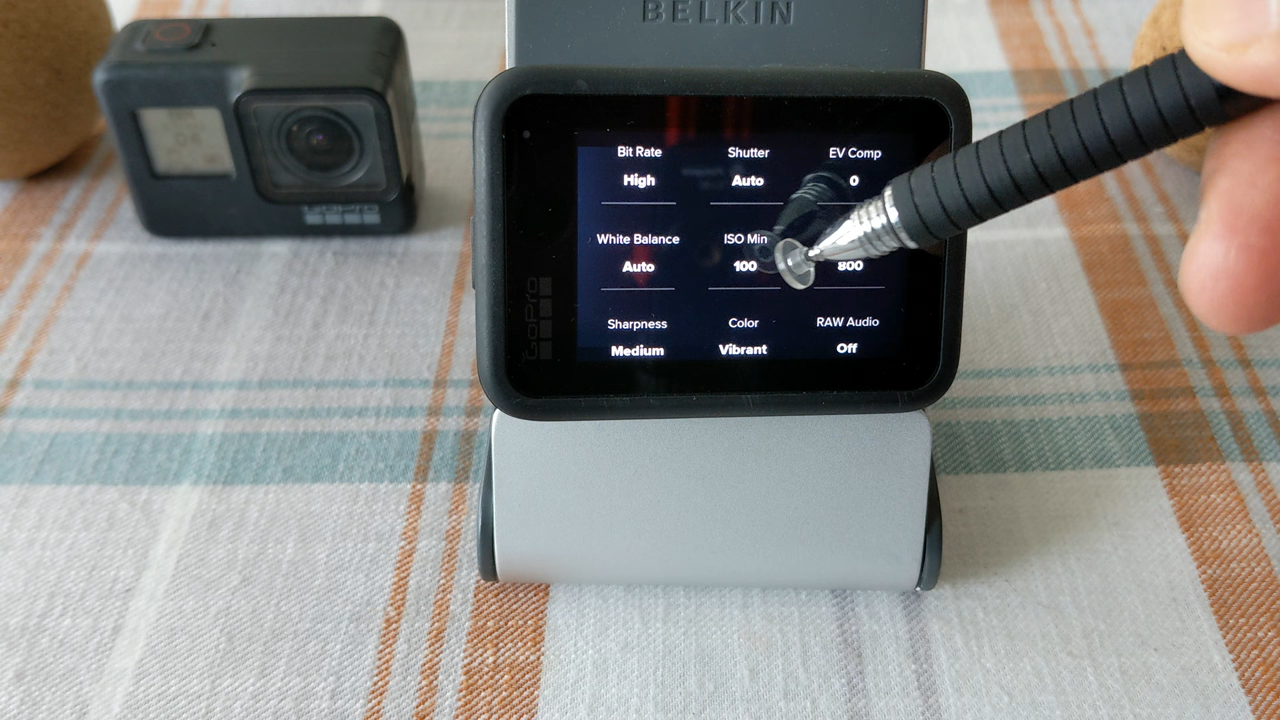 BELKIN
GoPro
Bit Rate Shutter EV Comp
High Auto 0
White Balance ISO Min
Auto 100 800
Sharpness Color RAW Audio
Medium Vibrant Off
GoPro